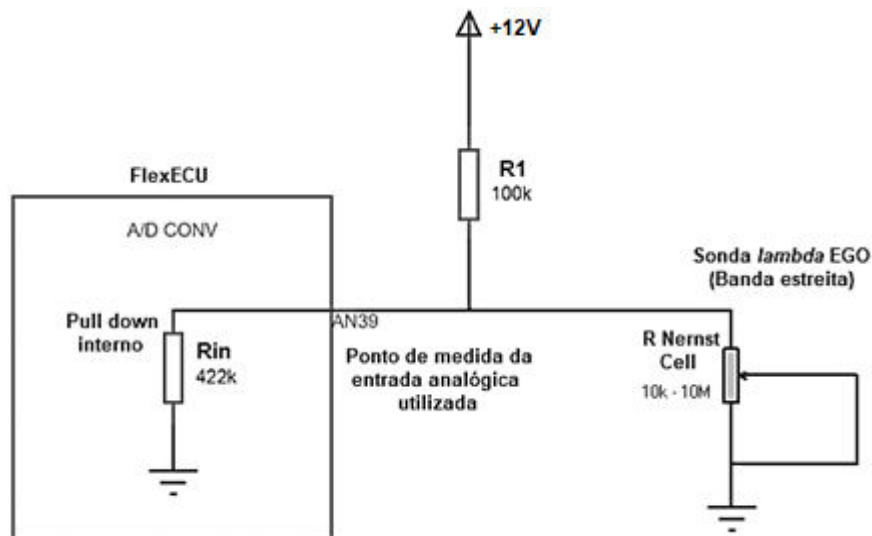 +12V
R1
100k
FlexECU
A/D CONV
Sonda lambda EGO
(Banda estreita)
Pull down
interno
Rin
422k
AN39
Ponto de medida da
entrada analógica
utilizada
R Nernst
Cell
10k - 10M